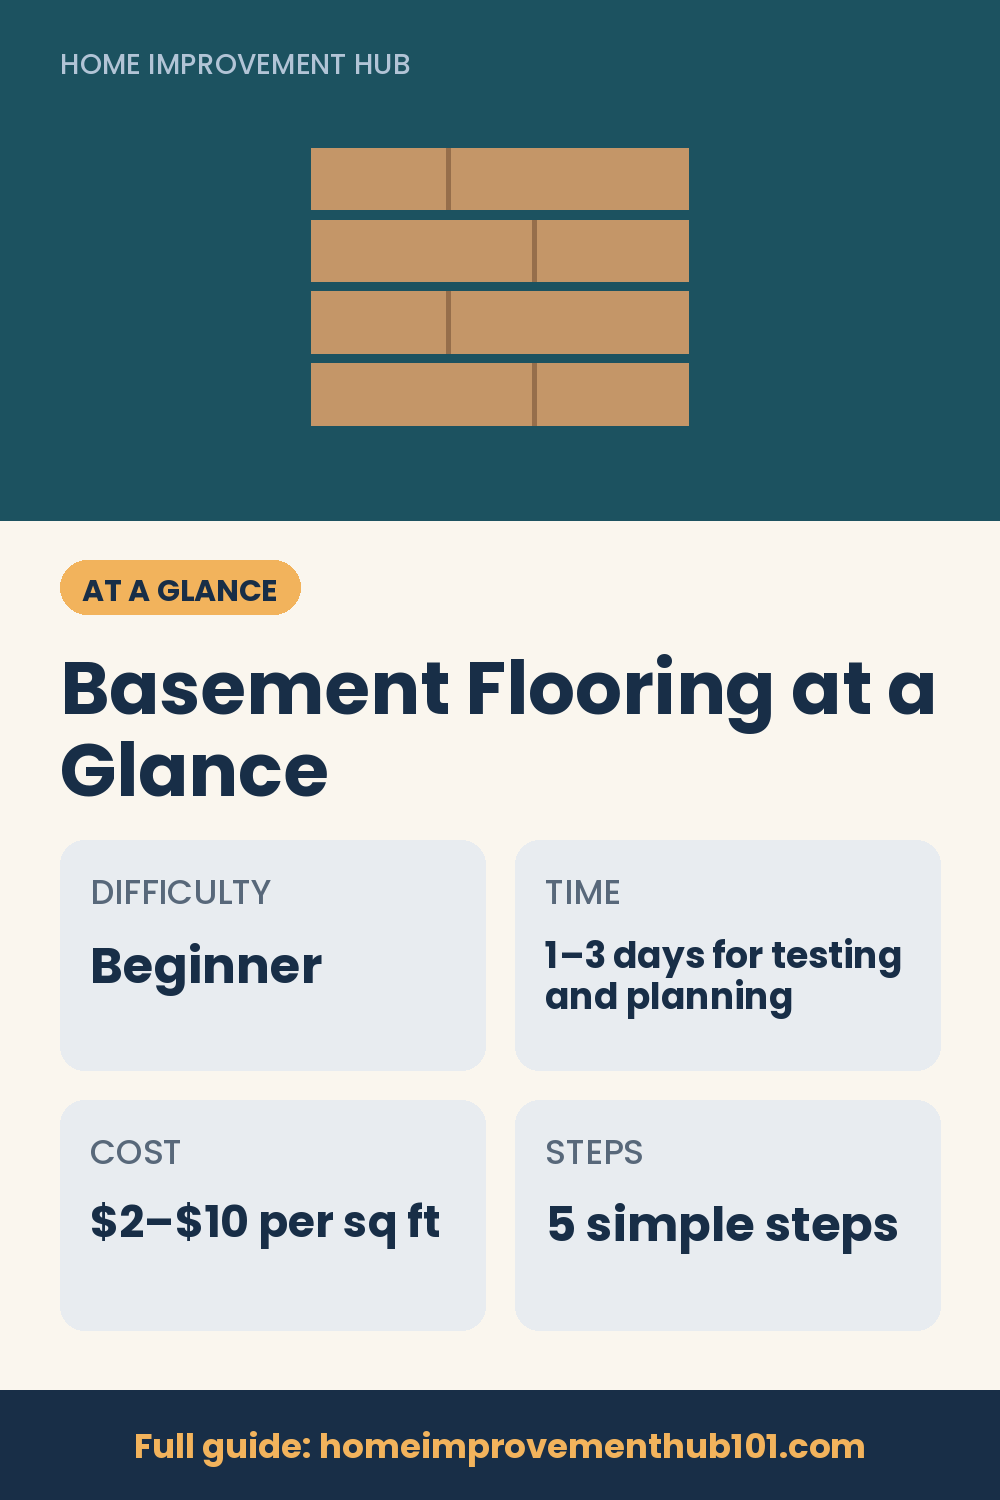 HOME IMPROVEMENT HUB
AT A GLANCE
Basement Flooring at a
Glance
DIFFICULTY
Beginner
TIME
1–3 days for testing
and planning
COST
$2–$10 per sq ft
STEPS
5 simple steps
Full guide: homeimprovementhub101.com